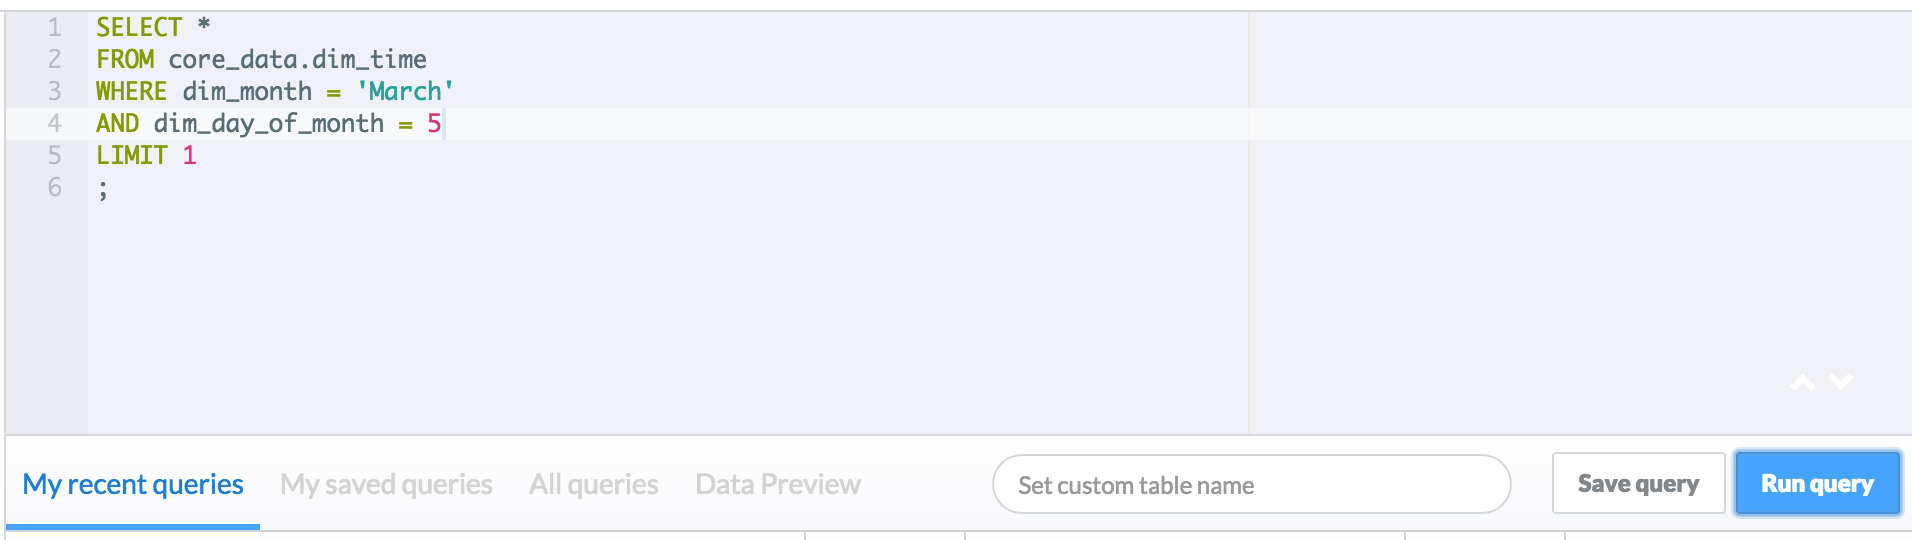 1 SELECT *
2 FROM core_data.dim_time
3 WHERE dim_month = 'March'
4 AND dim_day_of_month = 5
5 LIMIT 1
6 ;
My recent queries My saved queries All queries Data Preview Set custom table name Save query Run query